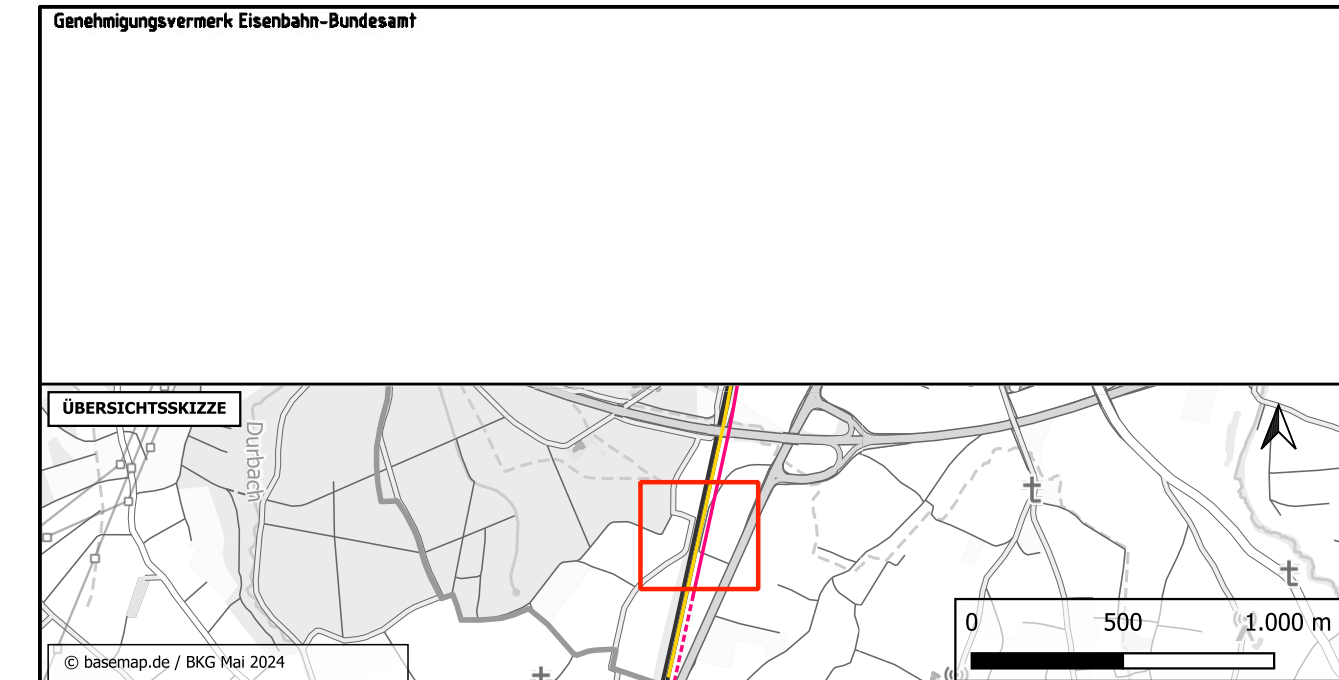 Genehmigungsvermerk Eisenbahn-Bundesamt
ÜBERSICHTSSKIZZE
Durbach
0 500 1.000 m
© basemap.de / BKG Mai 2024